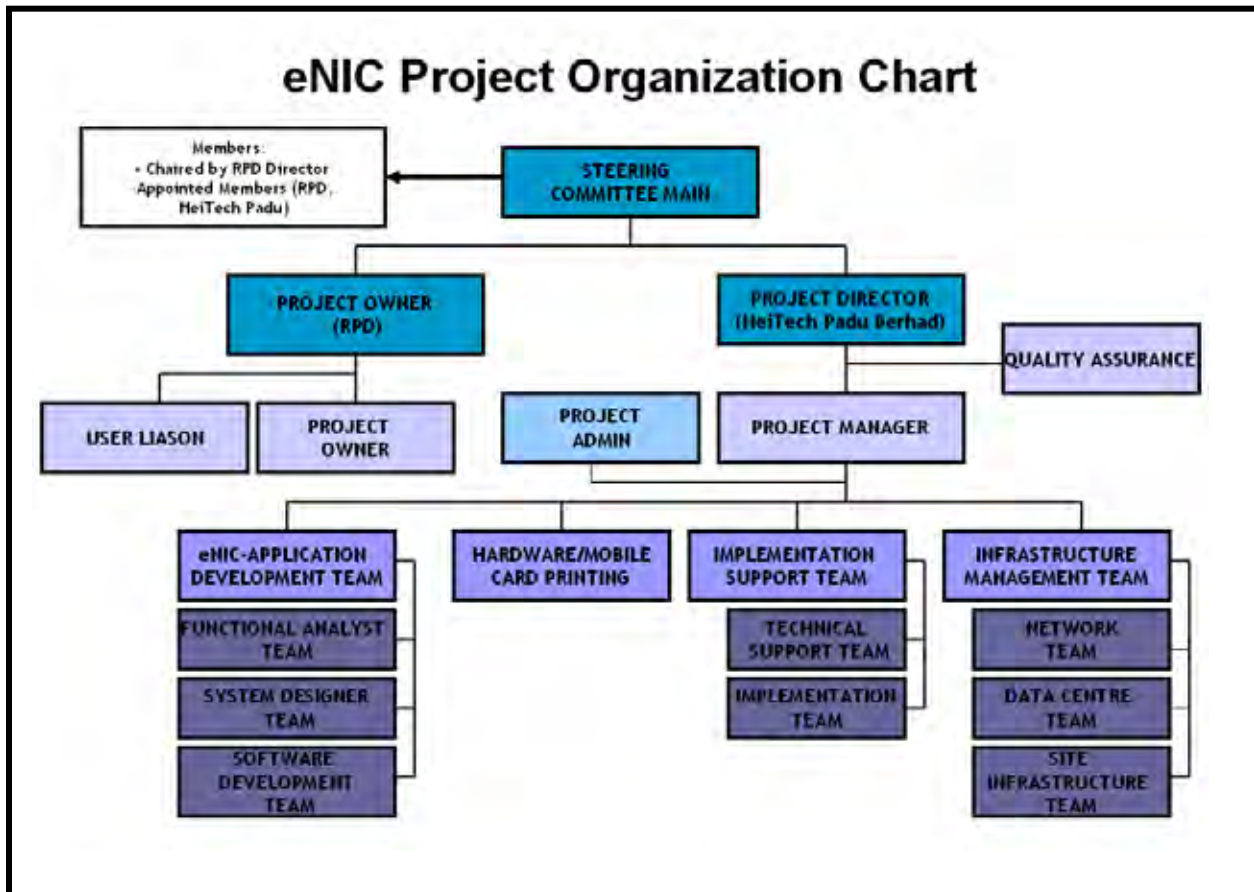 eNIC Project Organization Chart
Members:
- Chaired by RPD Director
Appointed Members (RPD,
HeiTech Padu)
STEERING
COMMITTEE MAIN
PROJECT OWNER
(RPD)
PROJECT DIRECTOR
(HeiTech Padu Berhad)
QUALITY ASSURANCE
USER LIASON
PROJECT
OWNER
PROJECT
ADMIN
PROJECT MANAGER
eNIC-APPLICATION
DEVELOPMENT TEAM
HARDWARE/MOBILE
CARD PRINTING
IMPLEMENTATION
SUPPORT TEAM
INFRASTRUCTURE
MANAGEMENT TEAM
FUNCTIONAL ANALYST
TEAM
TECHNICAL
SUPPORT TEAM
NETWORK
TEAM
SYSTEM DESIGNER
TEAM
IMPLEMENTATION
TEAM
DATA CENTRE
TEAM
SOFTWARE
DEVELOPMENT
TEAM
SITE
INFRASTRUCTURE
TEAM